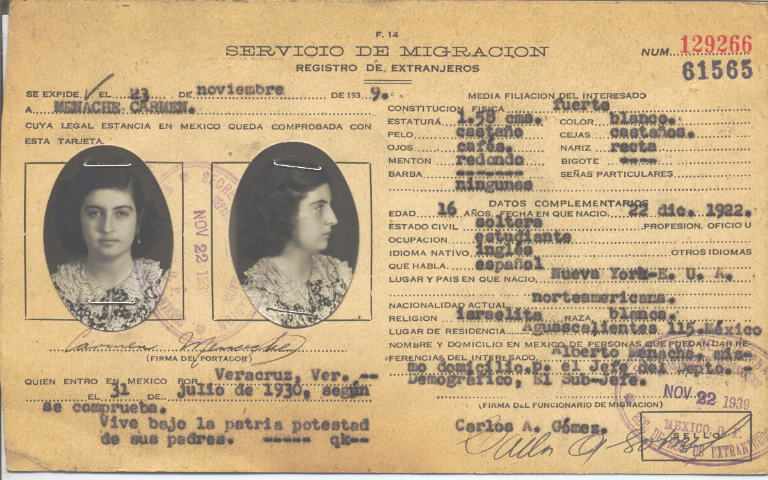 F. 14
SERVICIO DE MIGRACION
REGISTRO DE EXTRANJEROS
NUM. 129266
61565
SE EXPIDE EL 23 DE noviembre DE 193 9.
A MENACHE CARMEN.
CUYA LEGAL ESTANCIA EN MEXICO QUEDA COMPROBADA CON
ESTA TARJETA.
NOV 22 193
Carmen Menache
(FIRMA DEL PORTADOR)
QUIEN ENTRO EN MEXICO POR Veracruz, Ver. --
EL 31 DE julio de 1930, según
se comprueba.
Vive bajo la patria potestad
de sus padres. ----- qk--
MEDIA FILIACION DEL INTERESADO
CONSTITUCION FISICA fuerte
ESTATURA 1.58 cms. COLOR blanco.
PELO castaño CEJAS castaños.
OJOS cafés. NARIZ recta
MENTON redondo BIGOTE ----
BARBA ------- SEÑAS PARTICULARES
ningunas
DATOS COMPLEMENTARIOS
EDAD 16 AÑOS. FECHA EN QUE NACIO. 22 dic. 1922.
ESTADO CIVIL soltera PROFESION, OFICIO U
OCUPACION estudiante
IDIOMA NATIVO inglés OTROS IDIOMAS
QUE HABLA. español
LUGAR Y PAIS EN QUE NACIO, Nueva York-E. U. A.
NACIONALIDAD ACTUAL norteamericana.
RELIGION israelita RAZA blanca.
LUGAR DE RESIDENCIA Aguascalientes 115.México
NOMBRE Y DOMICILIO EN MEXICO DE PERSONAS QUE PUEDAN DAR RE-
FERENCIAS DEL INTERESADO, Alberto Menache. mis-
mo domicilio.p. el Jefe del Depto. -
Demográfico, El Sub-Jefe.
NOV. 22 1939
(FIRMA DEL FUNCIONARIO DE MIGRACION)
Carlos A. Gómez.
MEXICO D.F.
SELLO